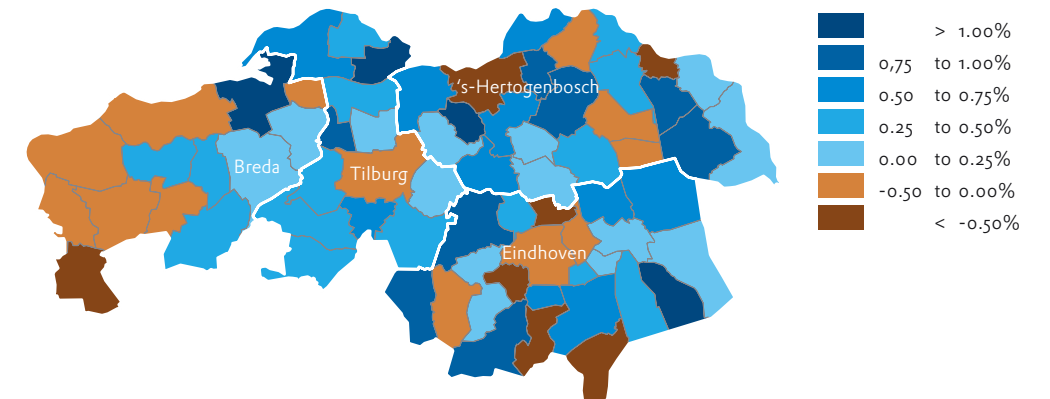 > 1.00%
0,75 to 1.00%
's-Hertogenbosch
0.50 to 0.75%
0.25 to 0.50%
0.00 to 0.25%
Breda
Tilburg
-0.50 to 0.00%
< -0.50%
Eindhoven